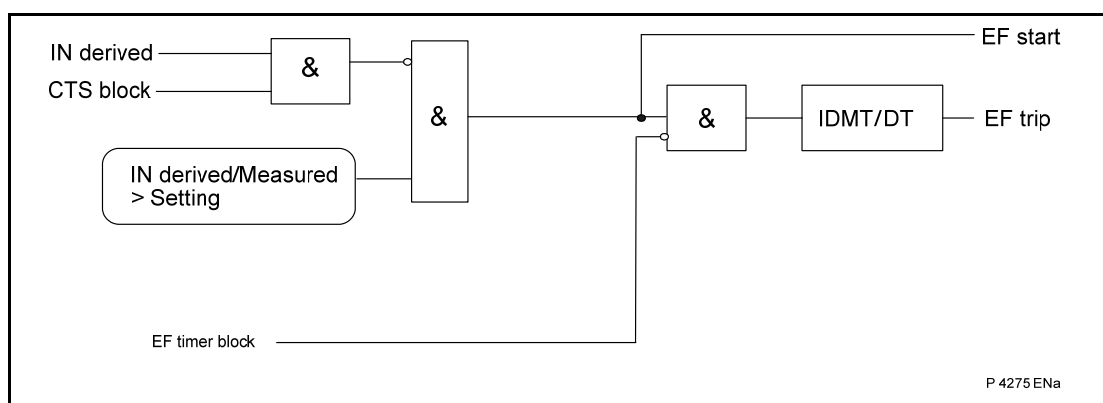 IN derived
CTS block
&
&
IN derived/Measured
> Setting
EF start
&
IDMT/DT
EF trip
EF timer block
P 4275 ENa